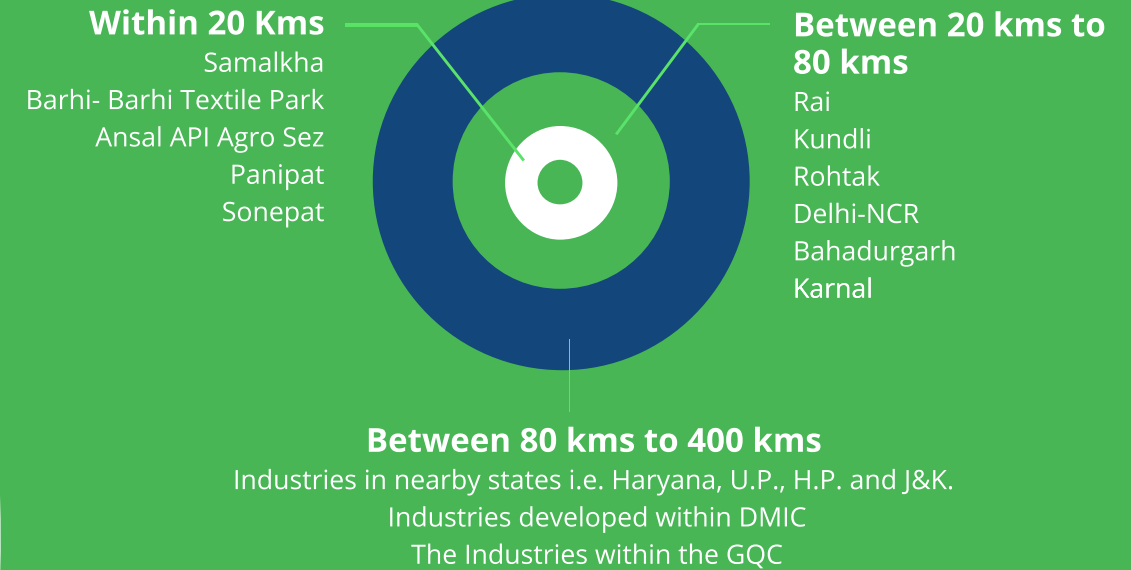 Within 20 Kms
Samalkha
Barhi- Barhi Textile Park
Ansal API Agro Sez
Panipat
Sonepat
Between 20 kms to
80 kms
Rai
Kundli
Rohtak
Delhi-NCR
Bahadurgarh
Karnal
Between 80 kms to 400 kms
Industries in nearby states i.e. Haryana, U.P., H.P. and J&K.
Industries developed within DMIC
The Industries within the GQC